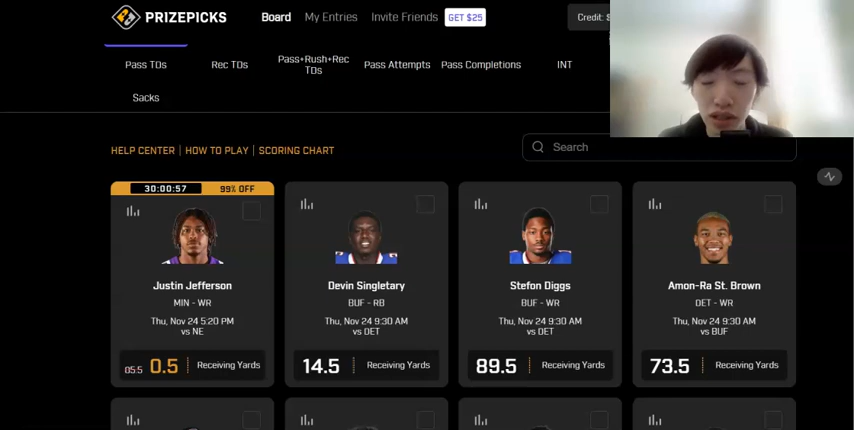 PRIZEPICKS
Board My Entries Invite Friends GET $25 Credit: $
Pass TDs Rec TDs Pass+Rush+Rec TDs Pass Attempts Pass Completions INT
Sacks
HELP CENTER | HOW TO PLAY | SCORING CHART Search
30:00:57 99% OFF
Justin Jefferson
MIN - WR
Thu, Nov 24 5:20 PM
vs NE
05.5 0.5 Receiving Yards
Devin Singletary
BUF - RB
Thu, Nov 24 9:30 AM
vs DET
14.5 Receiving Yards
Stefon Diggs
BUF - WR
Thu, Nov 24 9:30 AM
vs DET
89.5 Receiving Yards
Amon-Ra St. Brown
DET - WR
Thu, Nov 24 9:30 AM
vs BUF
73.5 Receiving Yards